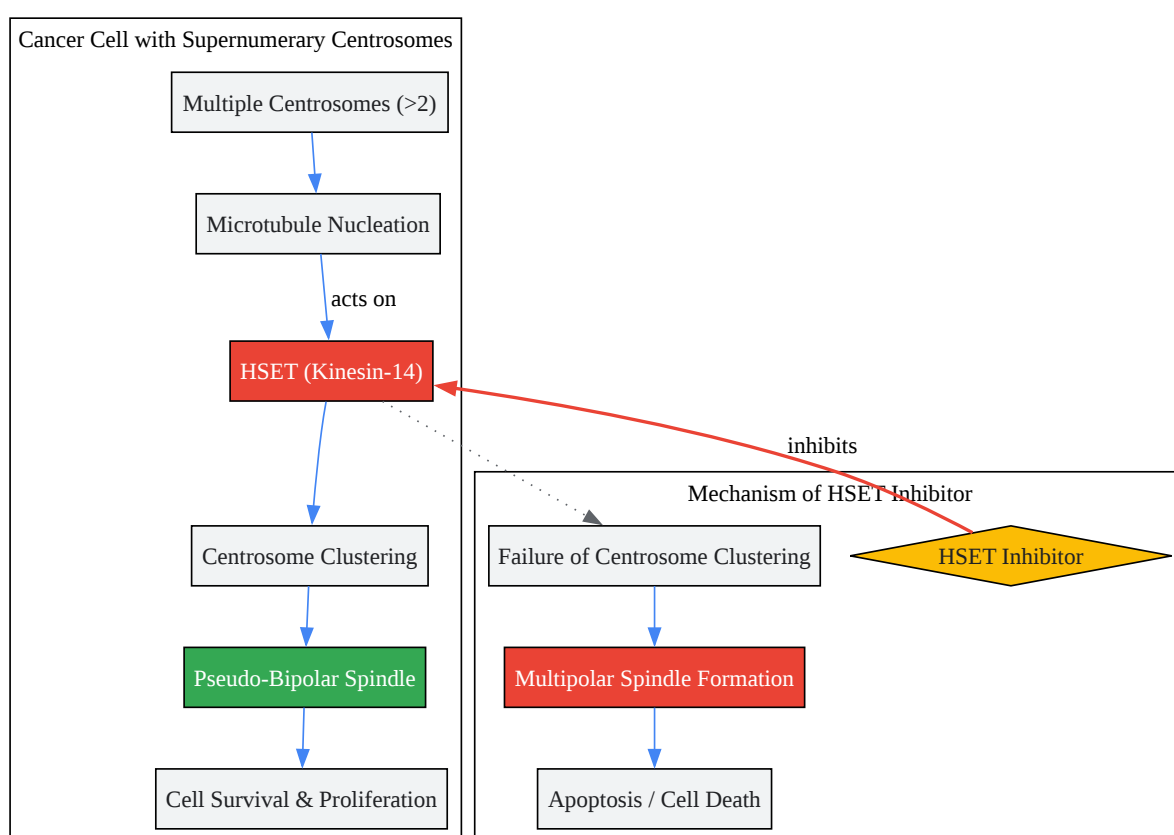 Cancer Cell with Supernumerary Centrosomes
Multiple Centrosomes (>2)
Microtubule Nucleation
acts on
HSET (Kinesin-14)
inhibits
Mechanism of HSET Inhibitor
Centrosome Clustering
Failure of Centrosome Clustering
HSET Inhibitor
Pseudo-Bipolar Spindle
Multipolar Spindle Formation
Cell Survival & Proliferation
Apoptosis / Cell Death